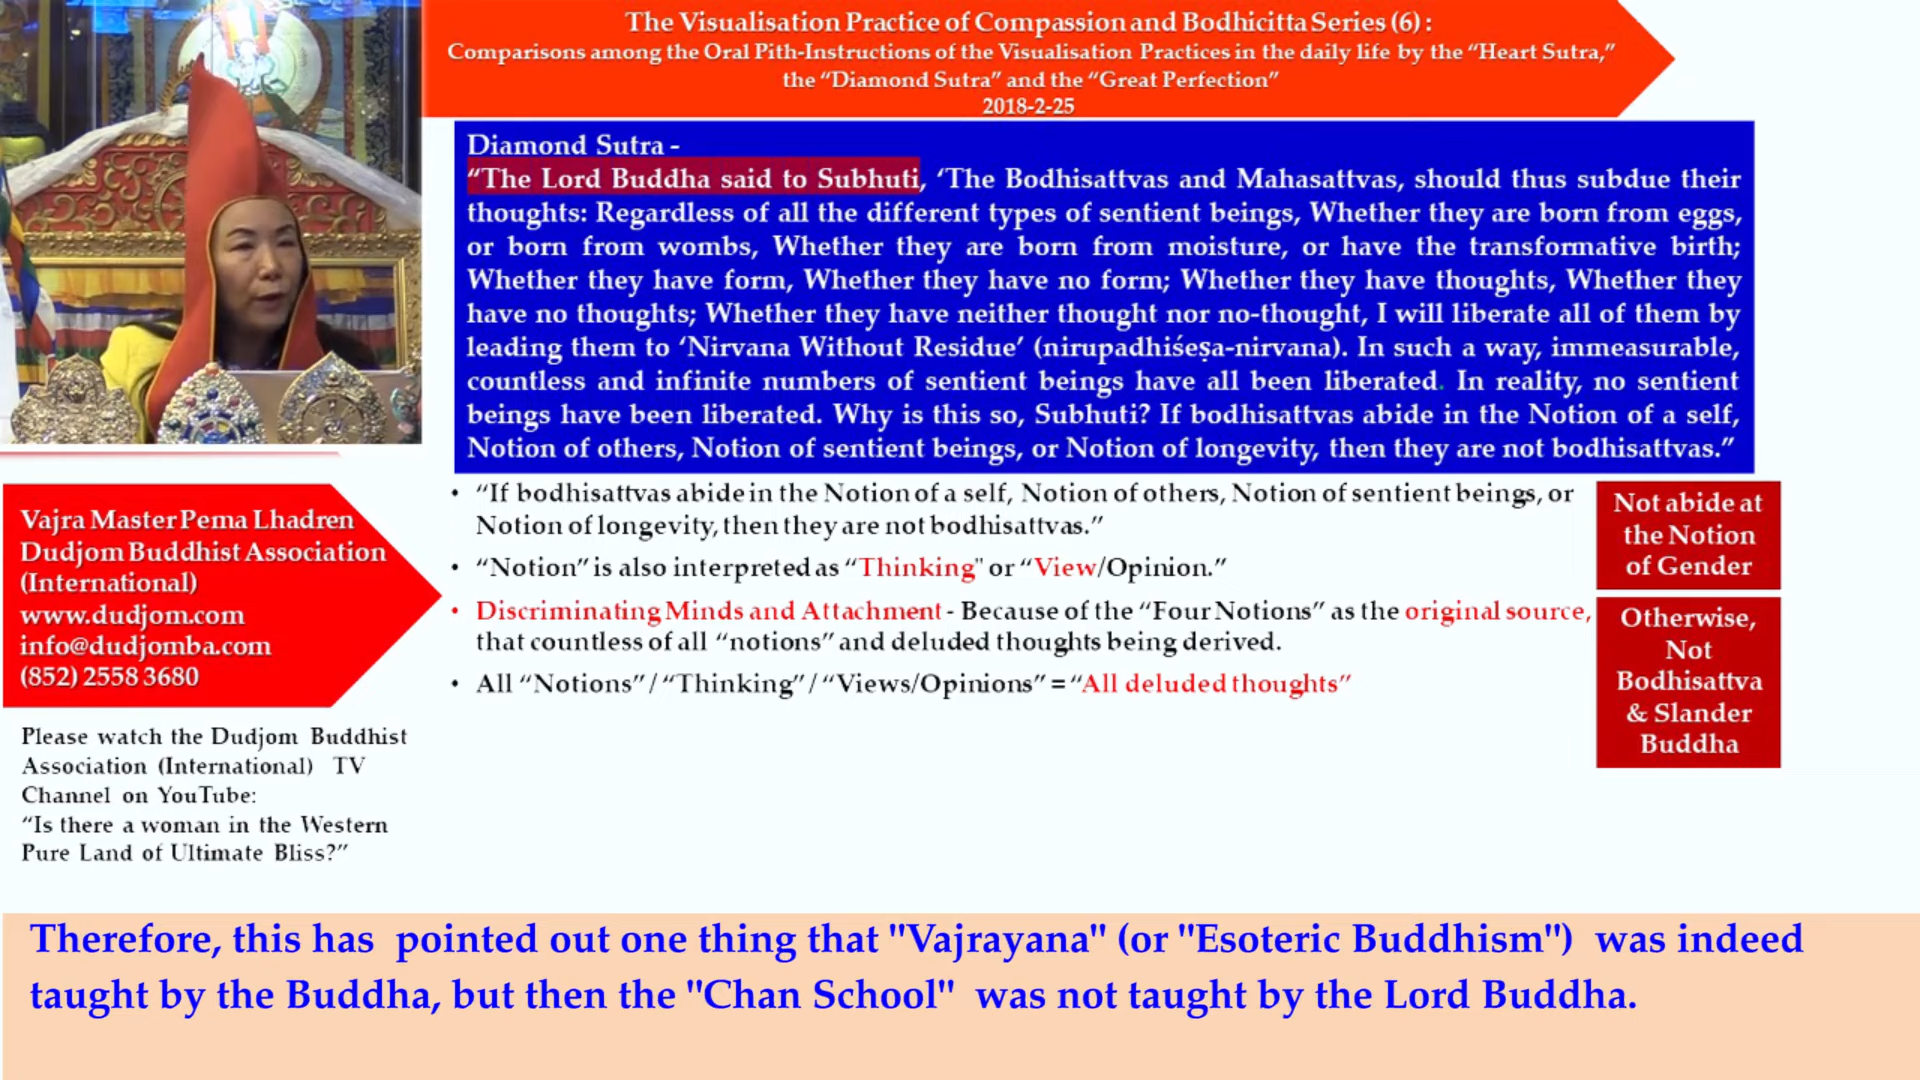 The Visualisation Practice of Compassion and Bodhicitta Series (6) :
Comparisons among the Oral Pith-Instructions of the Visualisation Practices in the daily life by the “Heart Sutra,”
the “Diamond Sutra” and the “Great Perfection”
2018-2-25
Diamond Sutra -
“The Lord Buddha said to Subhuti, ‘The Bodhisattvas and Mahasattvas, should thus subdue their
thoughts: Regardless of all the different types of sentient beings, Whether they are born from eggs,
or born from wombs, Whether they are born from moisture, or have the transformative birth;
Whether they have form, Whether they have no form; Whether they have thoughts, Whether they
have no thoughts; Whether they have neither thought nor no-thought, I will liberate all of them by
leading them to ‘Nirvana Without Residue’ (nirupadhiśeṣa-nirvana). In such a way, immeasurable,
countless and infinite numbers of sentient beings have all been liberated. In reality, no sentient
beings have been liberated. Why is this so, Subhuti? If bodhisattvas abide in the Notion of a self,
Notion of others, Notion of sentient beings, or Notion of longevity, then they are not bodhisattvas.”
• “If bodhisattvas abide in the Notion of a self, Notion of others, Notion of sentient beings, or
Notion of longevity, then they are not bodhisattvas.”
• “Notion” is also interpreted as “Thinking" or “View/Opinion.”
• Discriminating Minds and Attachment - Because of the “Four Notions” as the original source,
that countless of all “notions” and deluded thoughts being derived.
• All “Notions” / “Thinking” / “Views/Opinions” = “All deluded thoughts”
Not abide at
the Notion
of Gender
Otherwise,
Not
Bodhisattva
& Slander
Buddha
Vajra Master Pema Lhadren
Dudjom Buddhist Association
(International)
www.dudjom.com
info@dudjomba.com
(852) 2558 3680
Please watch the Dudjom Buddhist
Association (International) TV
Channel on YouTube:
“Is there a woman in the Western
Pure Land of Ultimate Bliss?”
Therefore, this has pointed out one thing that "Vajrayana" (or "Esoteric Buddhism") was indeed
taught by the Buddha, but then the "Chan School" was not taught by the Lord Buddha.